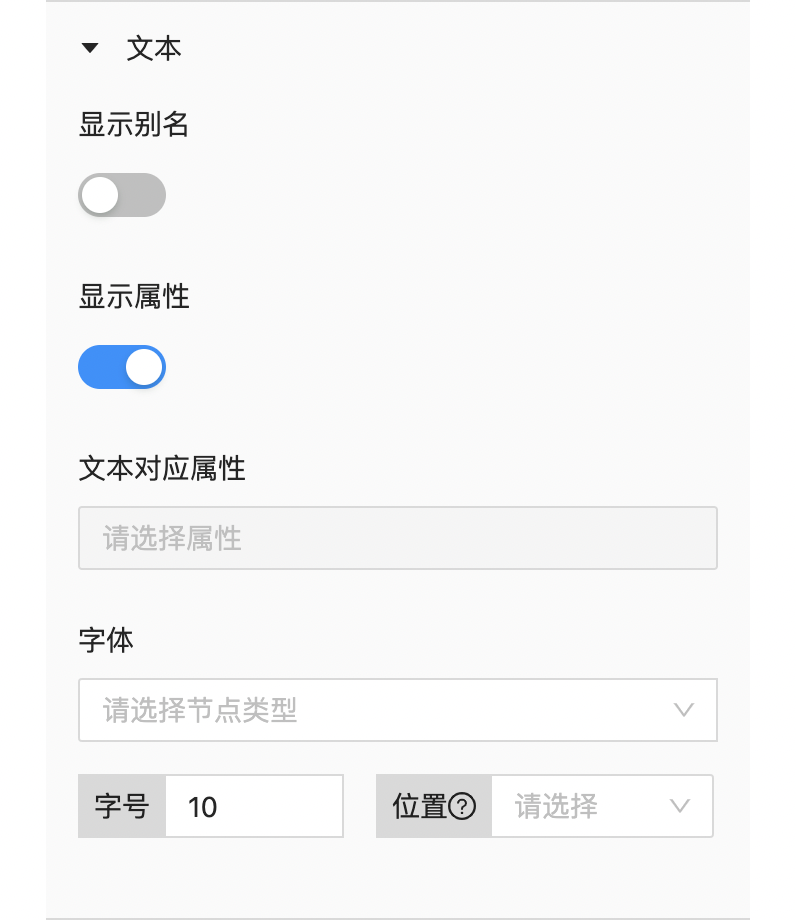 文本
显示别名
显示属性
文本对应属性
请选择属性
字体
请选择节点类型
字号 10 位置? 请选择